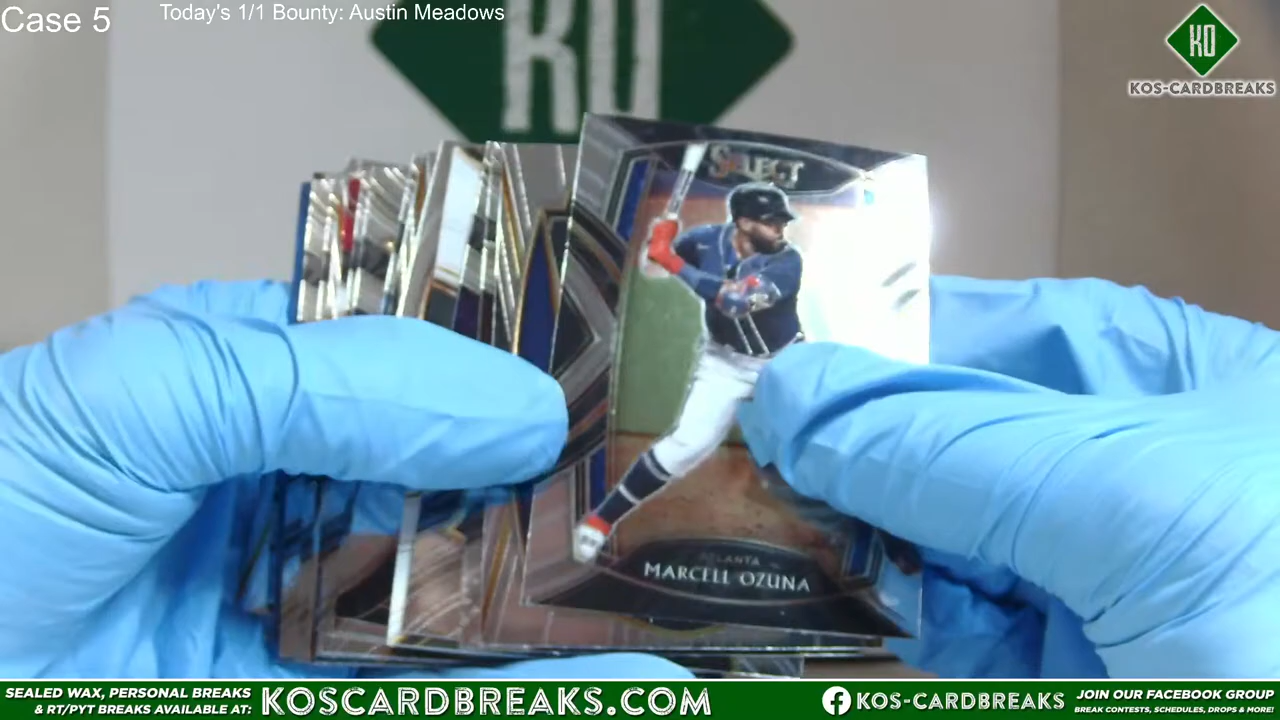 Case 5
Today's 1/1 Bounty: Austin Meadows
KO
KO
KOS-CARDBREAKS
SELECT
ATLANTA
MARCELL OZUNA
SEALED WAX, PERSONAL BREAKS
& RT/PYT BREAKS AVAILABLE AT:
KOSCARDBREAKS.COM
KOS-CARDBREAKS
JOIN OUR FACEBOOK GROUP
BREAK CONTESTS, SCHEDULES, DROPS & MORE!